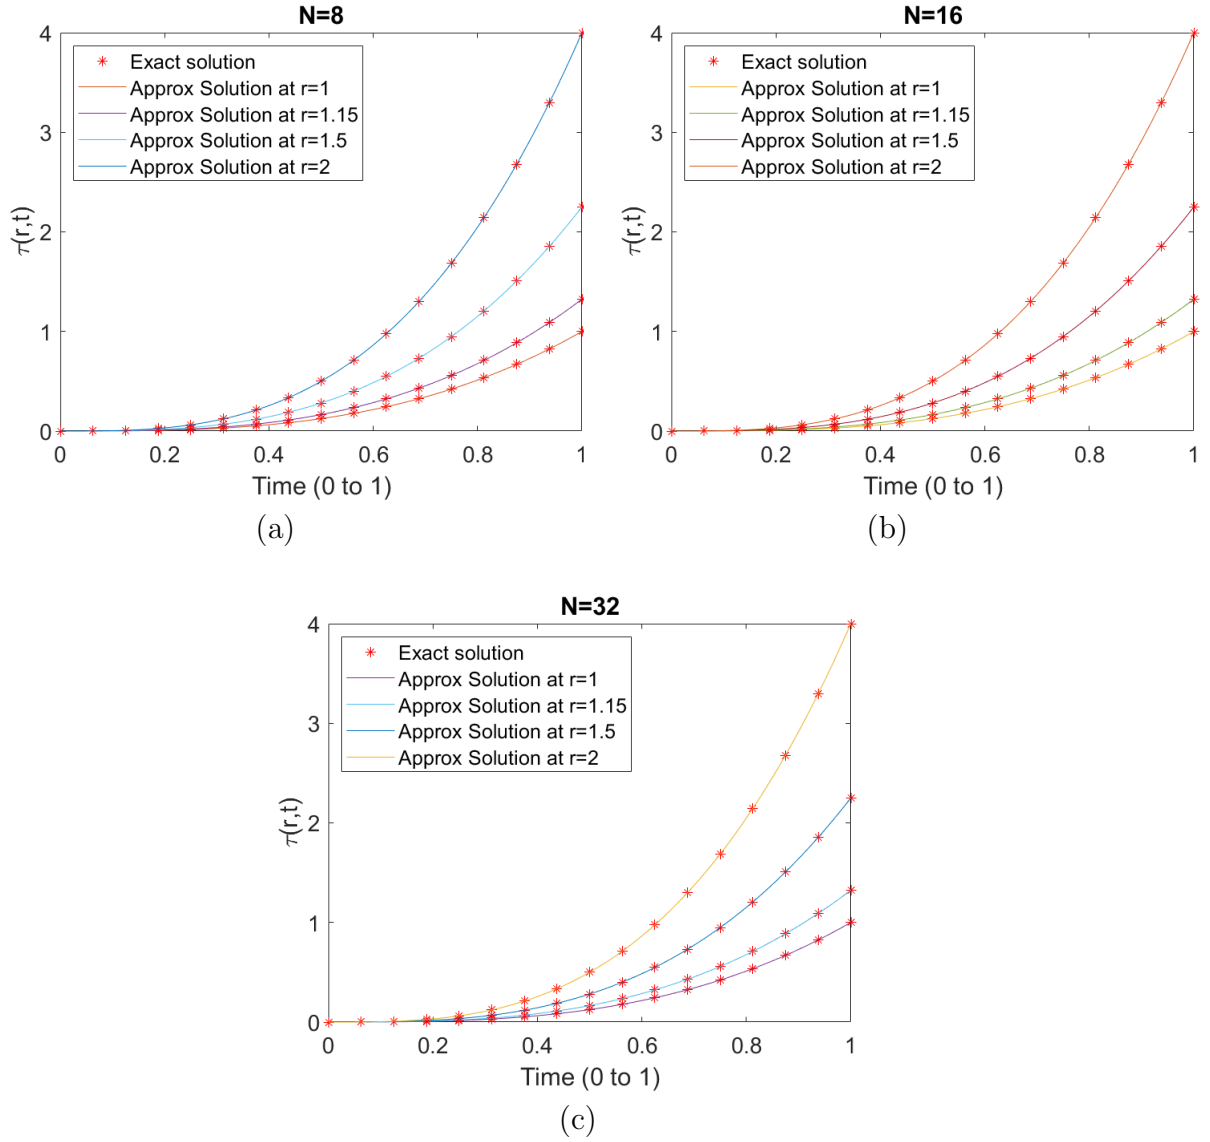 N=8
4
3
2
1
0
τ(r,t)
Exact solution
Approx Solution at r=1
Approx Solution at r=1.15
Approx Solution at r=1.5
Approx Solution at r=2
0 0.2 0.4 0.6 0.8 1
Time (0 to 1)
(a)
N=16
4
3
2
1
0
τ(r,t)
Exact solution
Approx Solution at r=1
Approx Solution at r=1.15
Approx Solution at r=1.5
Approx Solution at r=2
0 0.2 0.4 0.6 0.8 1
Time (0 to 1)
(b)
N=32
4
3
2
1
0
τ(r,t)
Exact solution
Approx Solution at r=1
Approx Solution at r=1.15
Approx Solution at r=1.5
Approx Solution at r=2
0 0.2 0.4 0.6 0.8 1
Time (0 to 1)
(c)